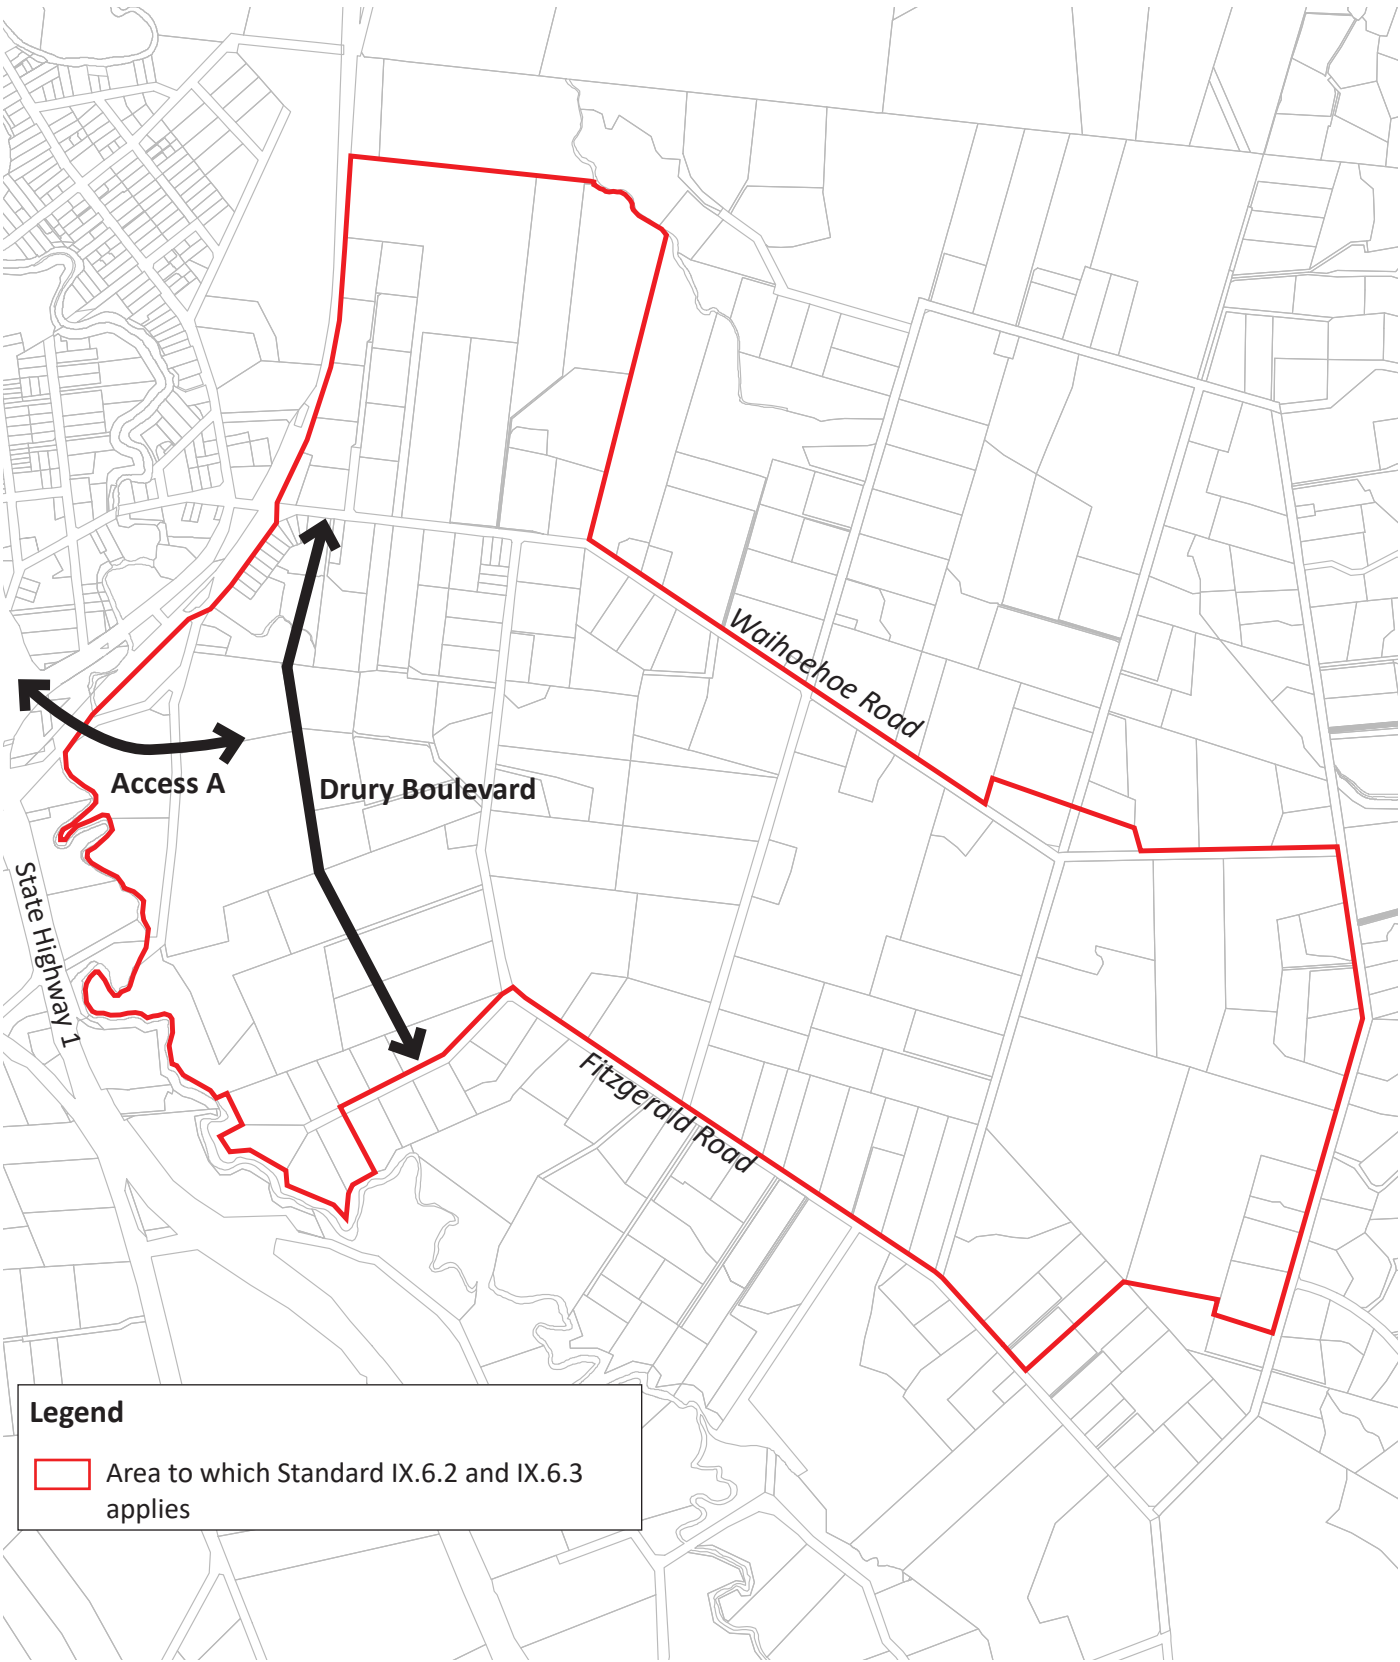 Waihoehoe Road
Access A
Drury Boulevard
State Highway 1
Fitzgerald Road
Legend
Area to which Standard IX.6.2 and IX.6.3
applies